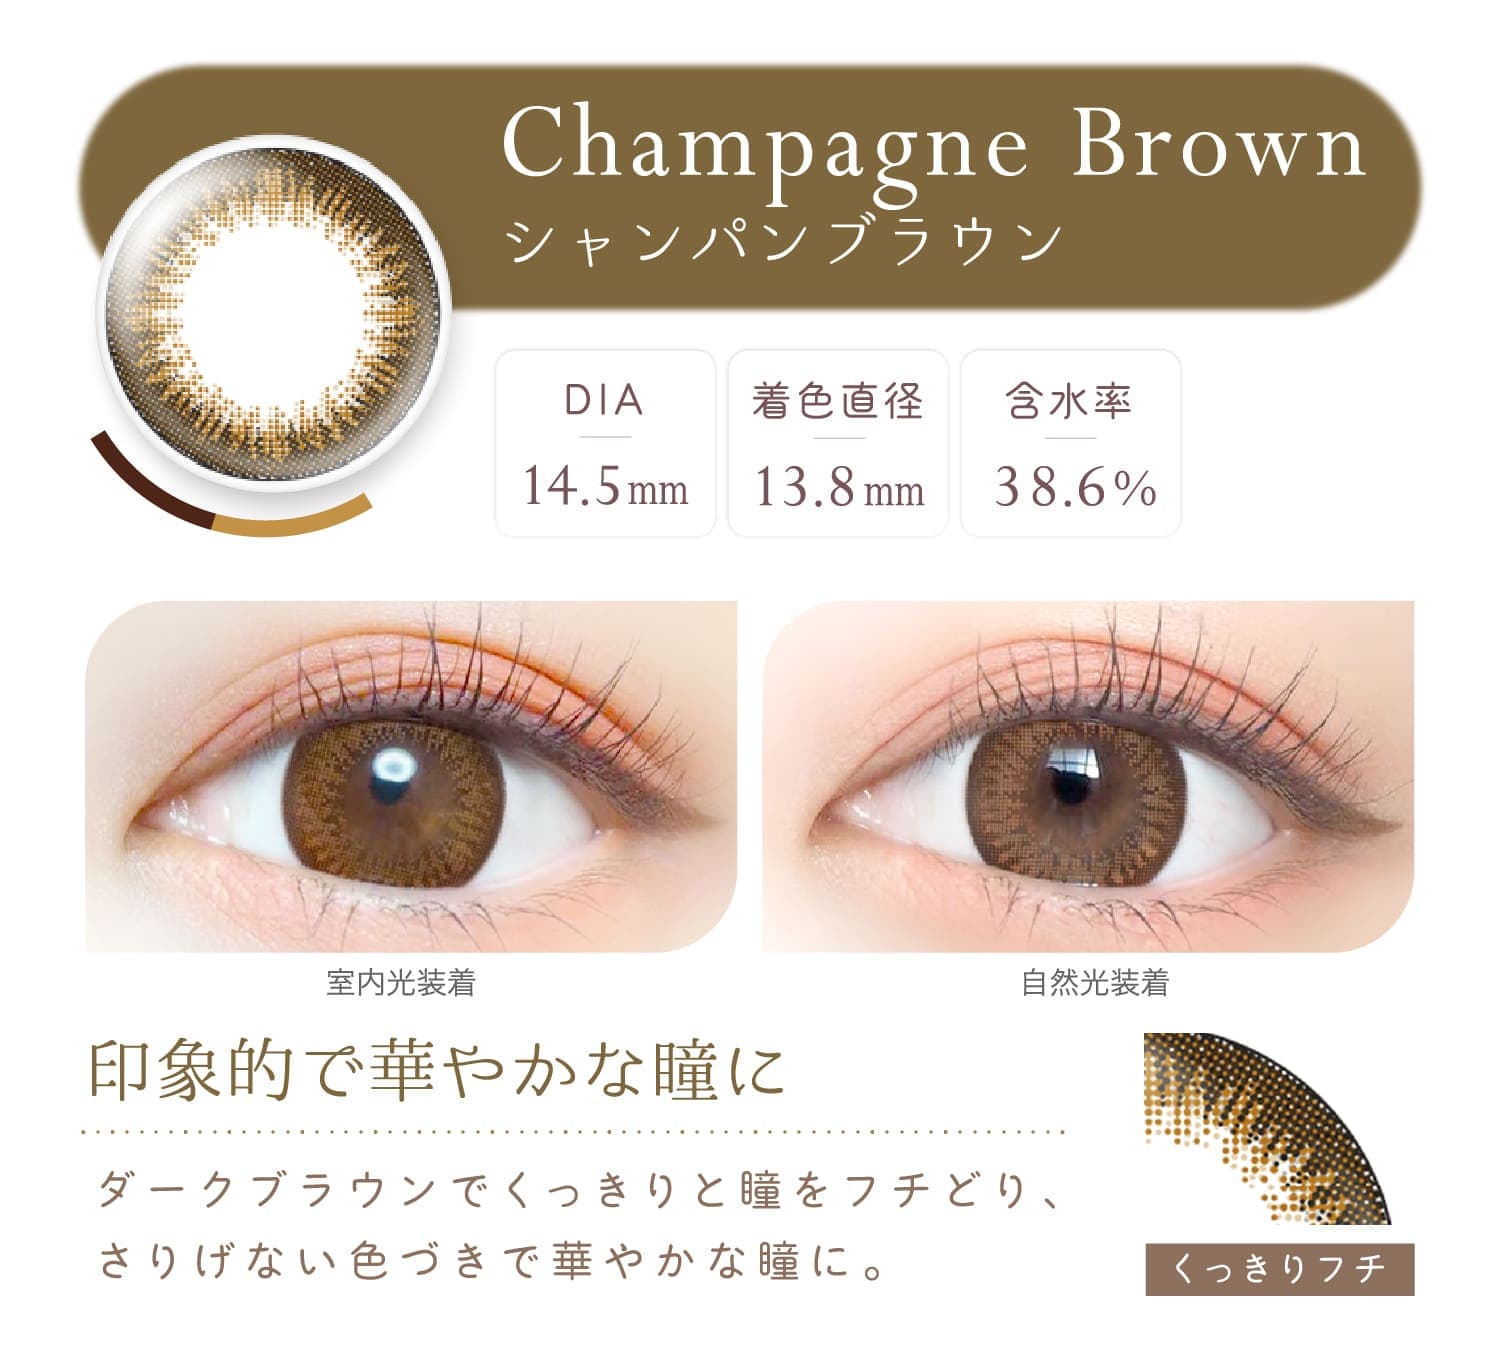 Champagne Brown
シャンパンブラウン
DIA
14.5mm
着色直径
13.8mm
含水率
38.6%
室内光装着
自然光装着
印象的で華やかな瞳に
ダークブラウンでくっきりと瞳をフチどり、
さりげない色づきで華やかな瞳に。
くっきりフチ